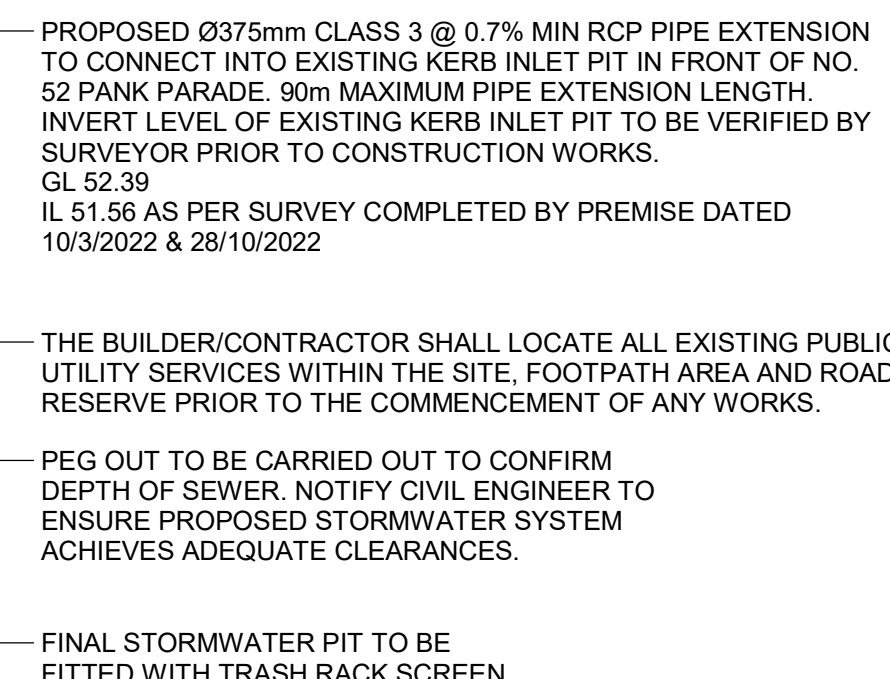 PROPOSED Ø375mm CLASS 3 @ 0.7% MIN RCP PIPE EXTENSION
TO CONNECT INTO EXISTING KERB INLET PIT IN FRONT OF NO.
52 PANK PARADE. 90m MAXIMUM PIPE EXTENSION LENGTH.
INVERT LEVEL OF EXISTING KERB INLET PIT TO BE VERIFIED BY
SURVEYOR PRIOR TO CONSTRUCTION WORKS.
GL 52.39
IL 51.56 AS PER SURVEY COMPLETED BY PREMISE DATED
10/3/2022 & 28/10/2022
THE BUILDER/CONTRACTOR SHALL LOCATE ALL EXISTING PUBLIC
UTILITY SERVICES WITHIN THE SITE, FOOTPATH AREA AND ROAD
RESERVE PRIOR TO THE COMMENCEMENT OF ANY WORKS.
PEG OUT TO BE CARRIED OUT TO CONFIRM
DEPTH OF SEWER. NOTIFY CIVIL ENGINEER TO
ENSURE PROPOSED STORMWATER SYSTEM
ACHIEVES ADEQUATE CLEARANCES.
FINAL STORMWATER PIT TO BE
FITTED WITH TRASH RACK SCREEN